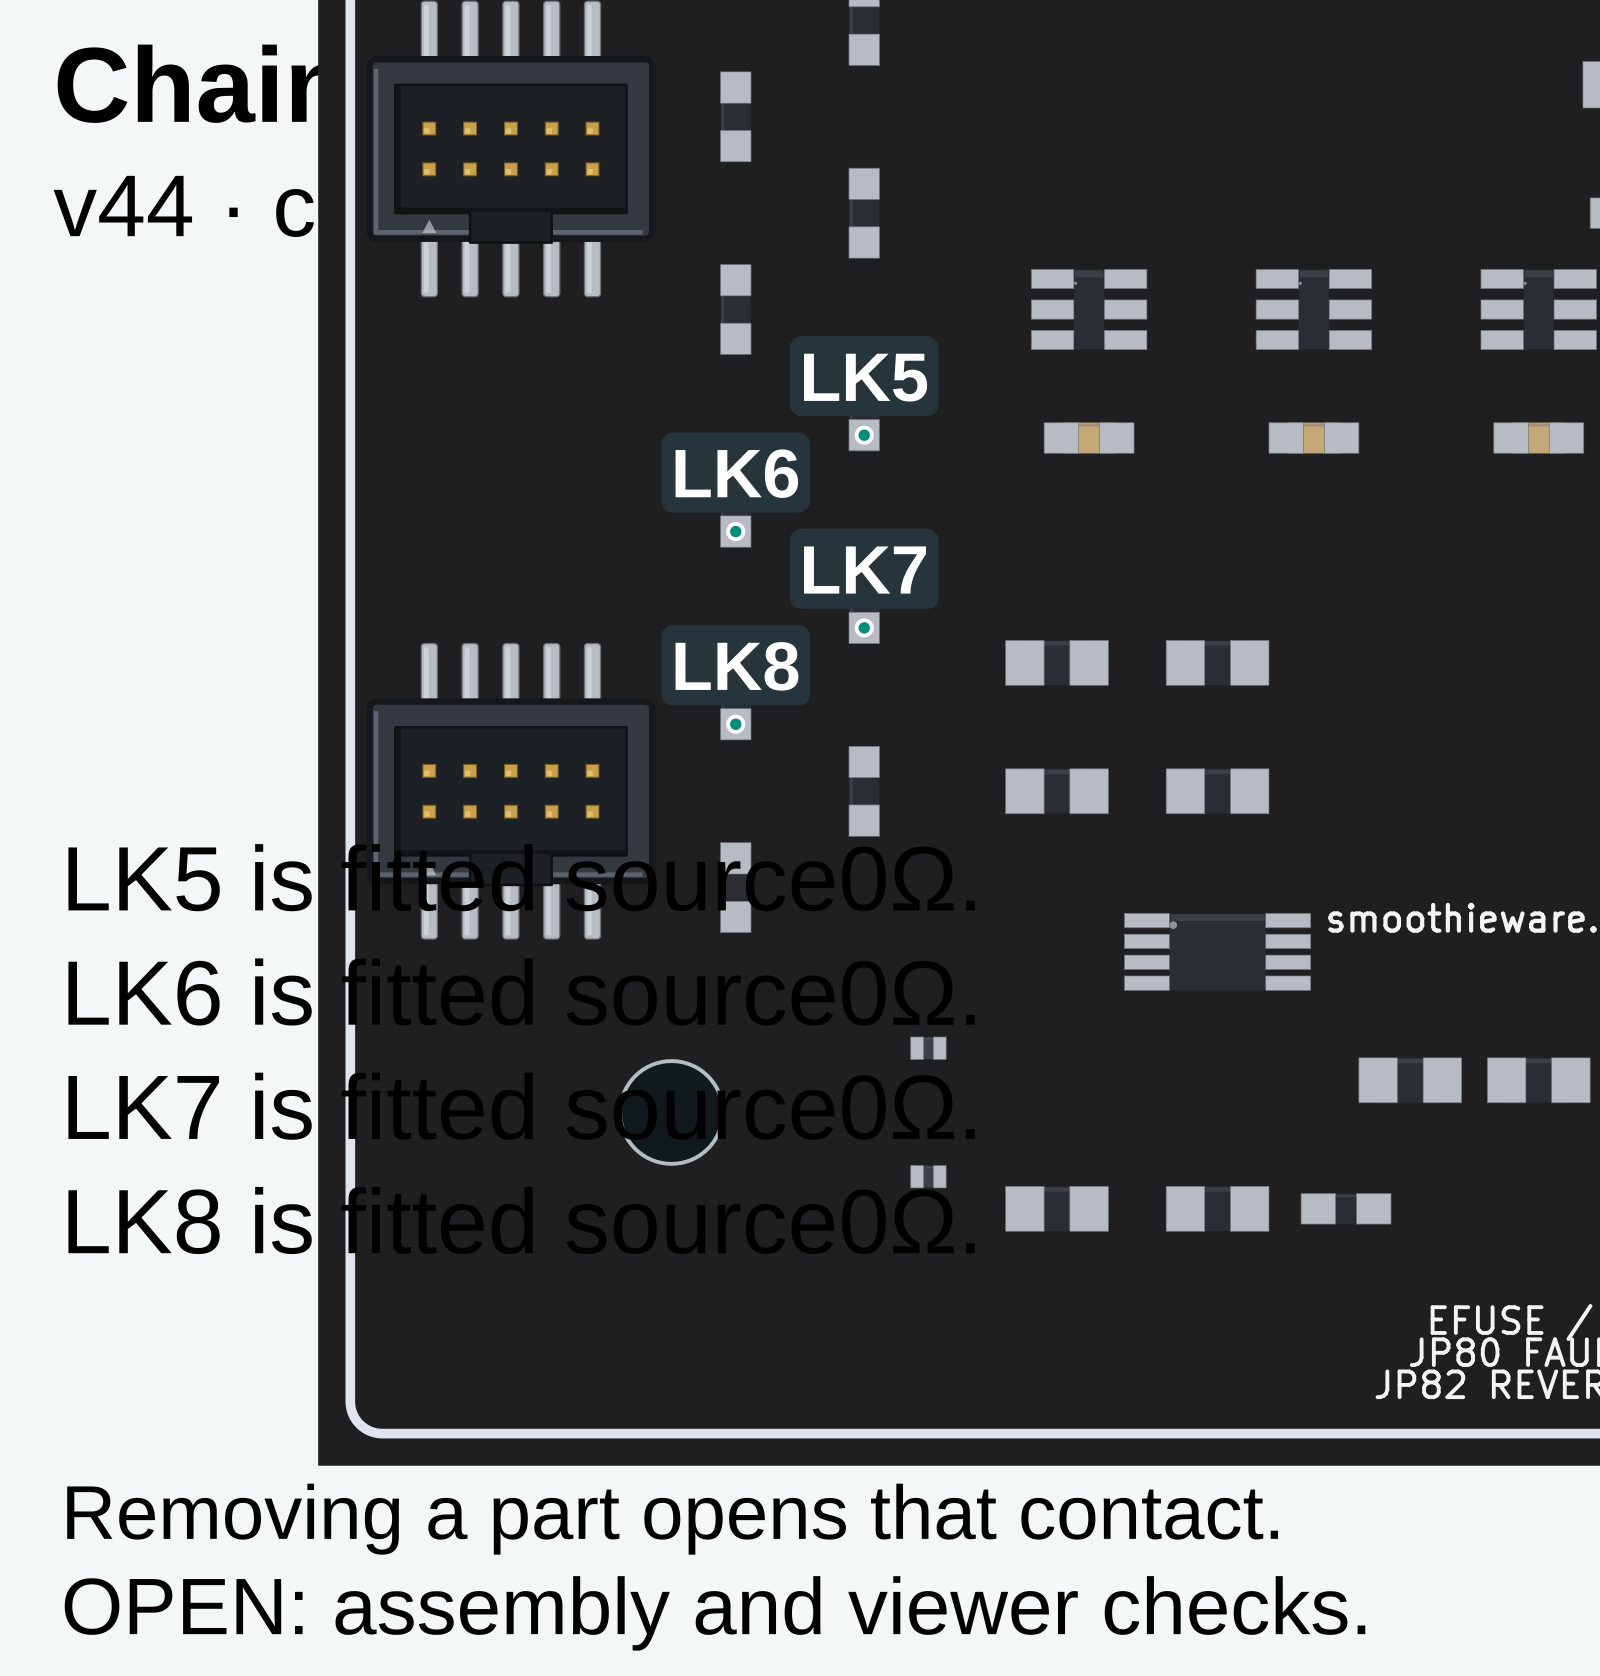 Chain
v44 · c
LK5
LK6
LK7
LK8
LK5 is fitted source0Ω.
smoothieware.
LK6 is fitted source0Ω.
LK7 is fitted source0Ω.
LK8 is fitted source0Ω.
EFUSE /
JP80 FAUL
JP82 REVER
Removing a part opens that contact.
OPEN: assembly and viewer checks.